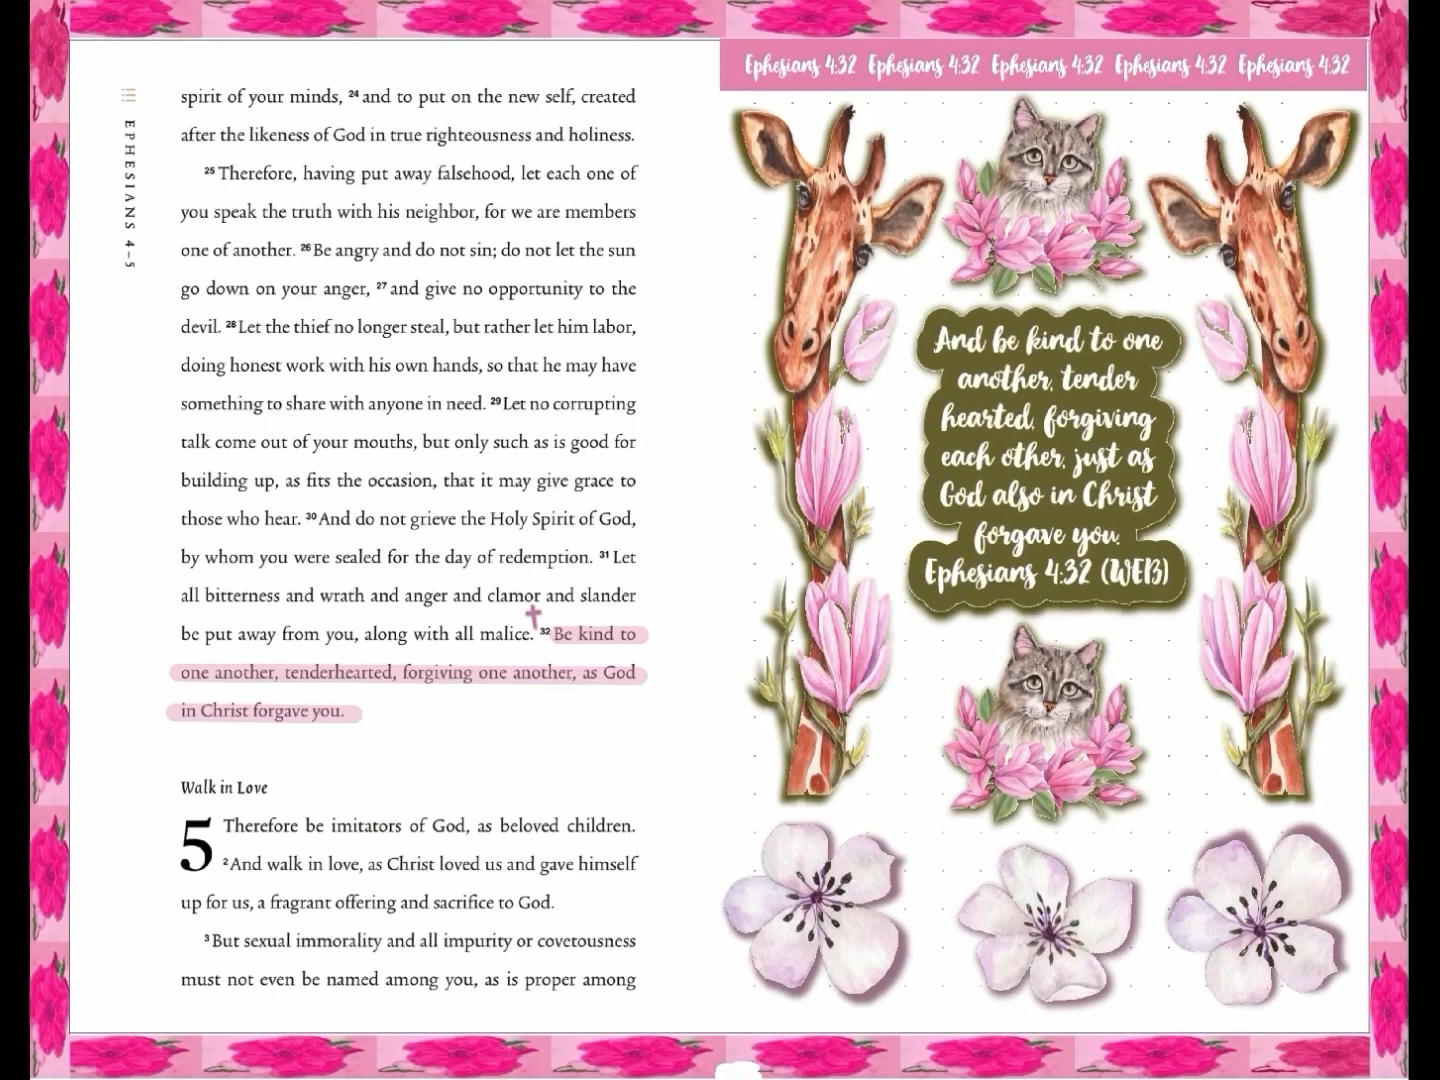 EPHESIANS 4–5
spirit of your minds, 24 and to put on the new self, created
after the likeness of God in true righteousness and holiness.
25 Therefore, having put away falsehood, let each one of
you speak the truth with his neighbor, for we are members
one of another. 26 Be angry and do not sin; do not let the sun
go down on your anger, 27 and give no opportunity to the
devil. 28 Let the thief no longer steal, but rather let him labor,
doing honest work with his own hands, so that he may have
something to share with anyone in need. 29 Let no corrupting
talk come out of your mouths, but only such as is good for
building up, as fits the occasion, that it may give grace to
those who hear. 30 And do not grieve the Holy Spirit of God,
by whom you were sealed for the day of redemption. 31 Let
all bitterness and wrath and anger and clamor and slander
be put away from you, along with all malice. 32 Be kind to
one another, tenderhearted, forgiving one another, as God
in Christ forgave you.
Walk in Love
5 Therefore be imitators of God, as beloved children.
2 And walk in love, as Christ loved us and gave himself
up for us, a fragrant offering and sacrifice to God.
3 But sexual immorality and all impurity or covetousness
must not even be named among you, as is proper among
Ephesians 4:32 Ephesians 4:32 Ephesians 4:32 Ephesians 4:32 Ephesians 4:32
And be kind to one
another, tender
hearted, forgiving
each other, just as
God also in Christ
forgave you.
Ephesians 4:32 (WEB)